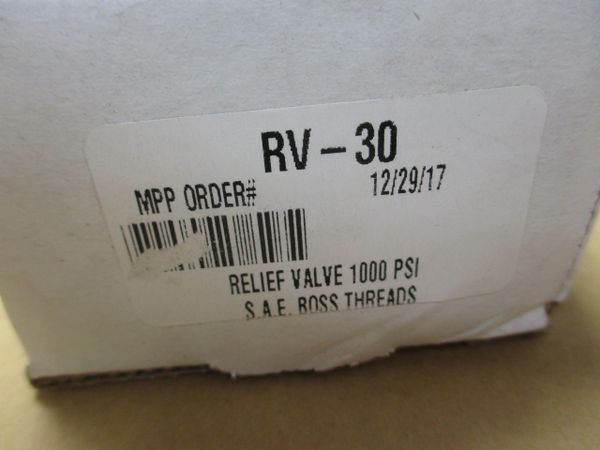 RV-30
MPP ORDER# 12/29/17
RELIEF VALVE 1000 PSI
S.A.E. BOSS THREADS